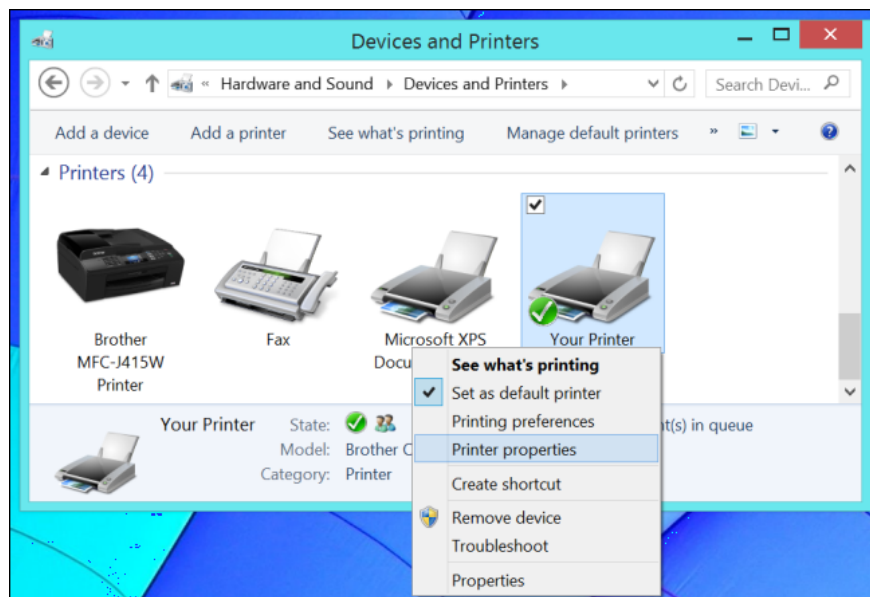 Devices and Printers
« Hardware and Sound Devices and Printers
Search Devi...
Add a device Add a printer See what's printing Manage default printers »
Printers (4)
Brother
MFC-J415W
Printer
Fax
Microsoft XPS
Docu
Your Printer
See what's printing
Set as default printer
Printing preferences
Printer properties
Create shortcut
Remove device
Troubleshoot
Properties
Your Printer State:
nt(s) in queue
Model: Brother C
Category: Printer